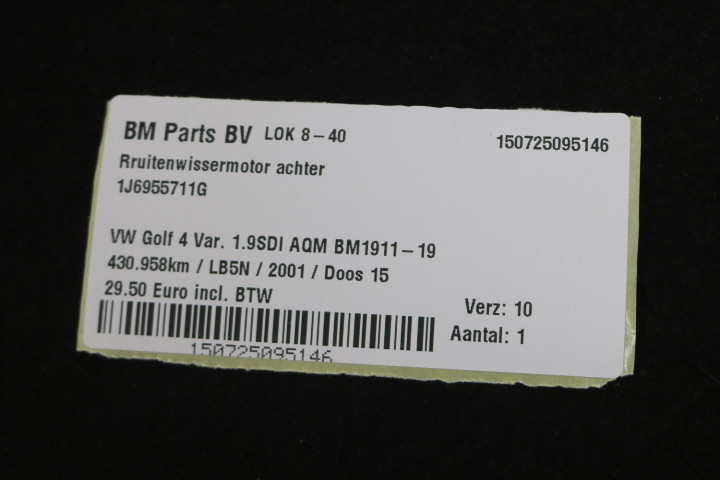 BM Parts BV LOK 8-40 150725095146
Rruitenwissermotor achter
1J6955711G
VW Golf 4 Var. 1.9SDI AQM BM1911-19
430.958km / LB5N / 2001 / Doos 15
29.50 Euro incl. BTW
Verz: 10
Aantal: 1
150725095146